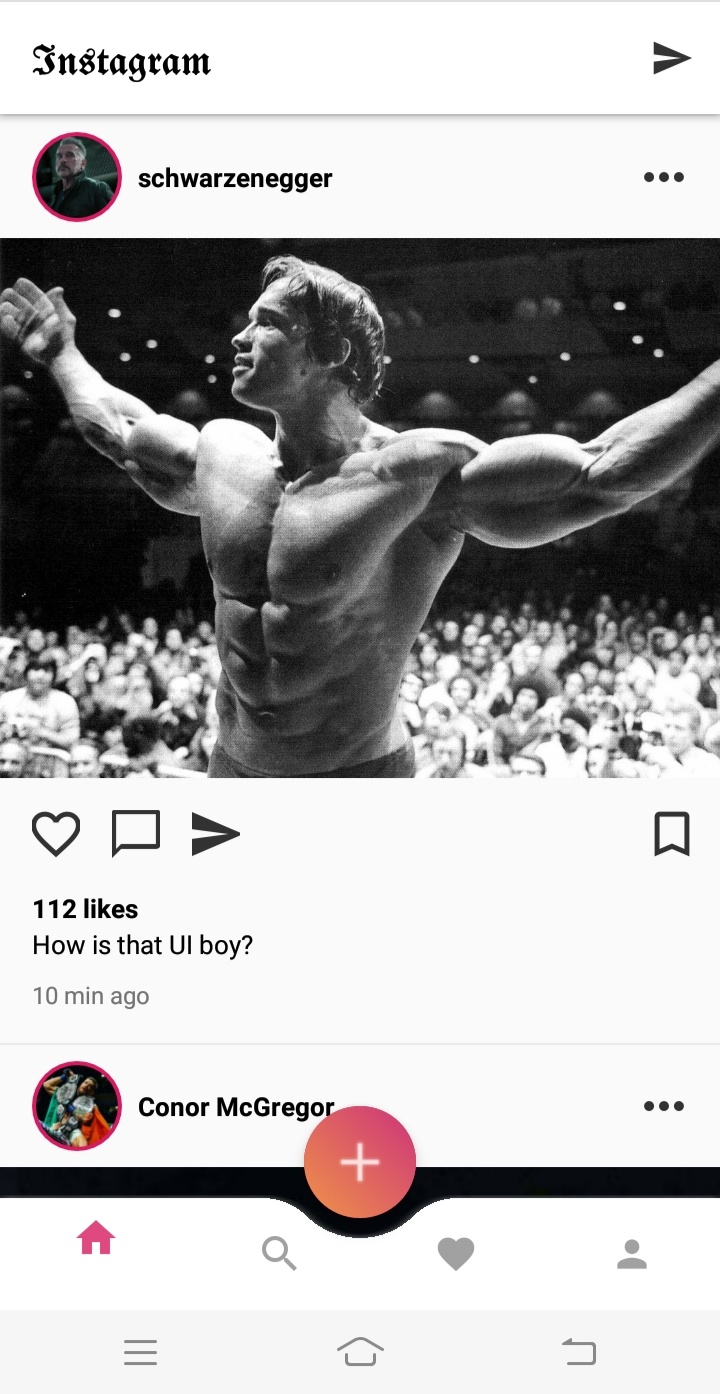 Instagram
schwarzenegger
112 likes
How is that UI boy?
10 min ago
Conor McGregor